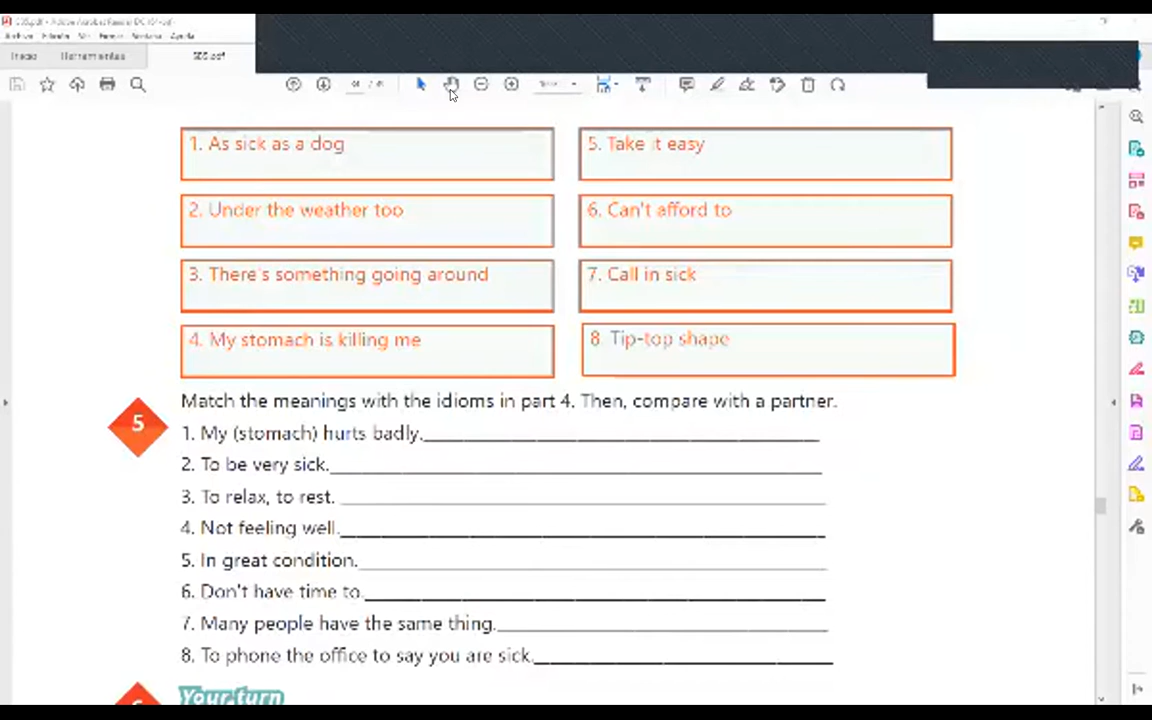 Inicio Herramientas
1. As sick as a dog
2. Under the weather too
3. There's something going around
4. My stomach is killing me
5. Take it easy
6. Can't afford to
7. Call in sick
8. Tip-top shape
5
Match the meanings with the idioms in part 4. Then, compare with a partner.
1. My (stomach) hurts badly.
2. To be very sick.
3. To relax, to rest.
4. Not feeling well.
5. In great condition.
6. Don't have time to.
7. Many people have the same thing.
8. To phone the office to say you are sick.
Your turn